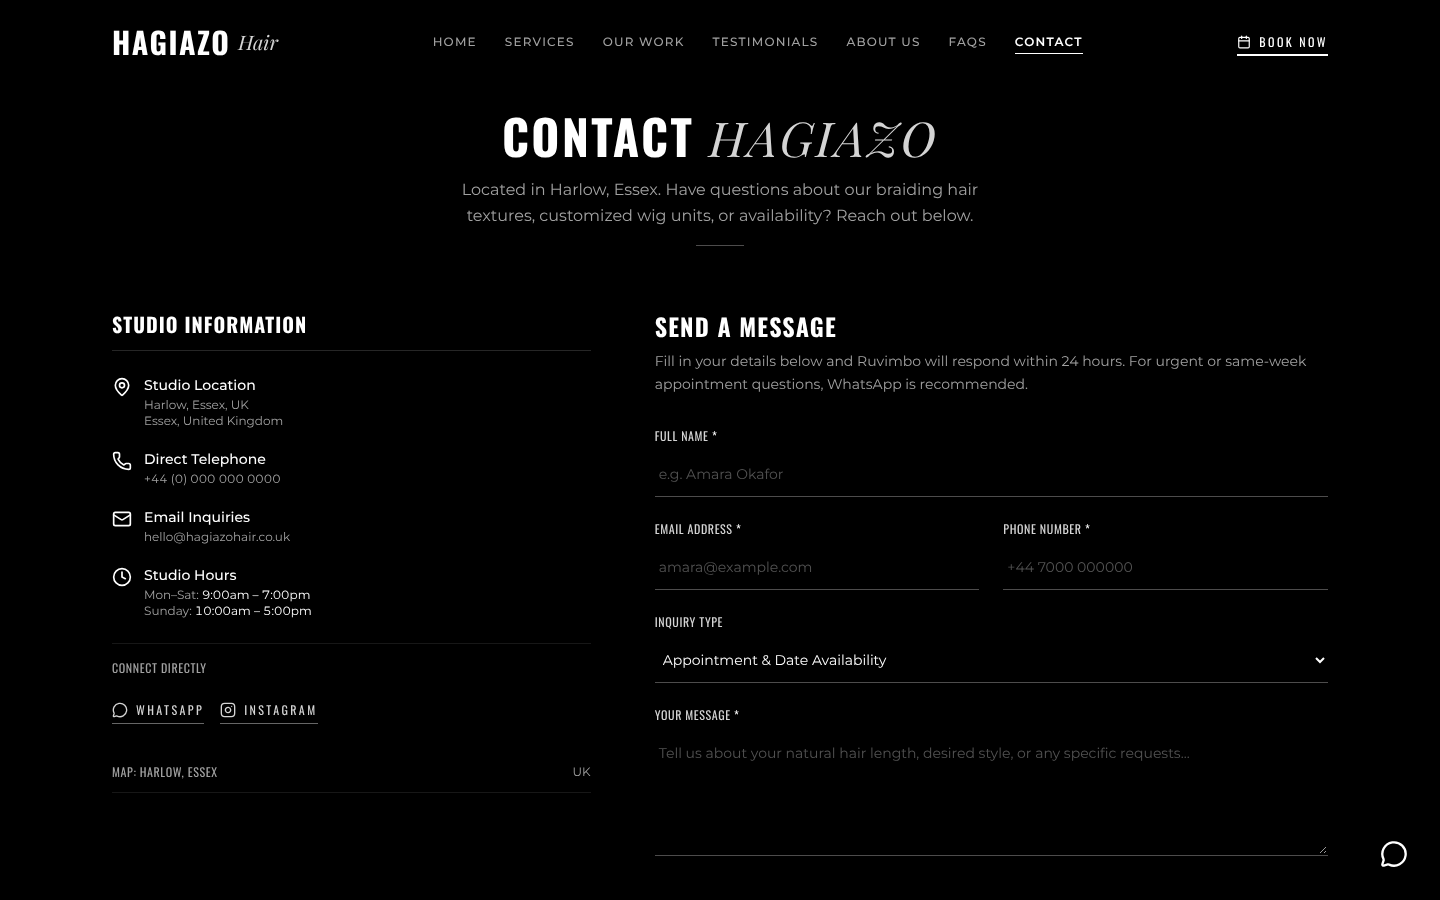 HAGIAZO Hair
HOME
SERVICES
OUR WORK
TESTIMONIALS
ABOUT US
FAQS
CONTACT
BOOK NOW
CONTACT HAGIAZO
Located in Harlow, Essex. Have questions about our braiding hair
textures, customized wig units, or availability? Reach out below.
STUDIO INFORMATION
Studio Location
Harlow, Essex, UK
Essex, United Kingdom
Direct Telephone
+44 (0) 000 000 0000
Email Inquiries
hello@hagiazohair.co.uk
Studio Hours
Mon–Sat: 9:00am – 7:00pm
Sunday: 10:00am – 5:00pm
CONNECT DIRECTLY
WHATSAPP
INSTAGRAM
MAP: HARLOW, ESSEX
UK
SEND A MESSAGE
Fill in your details below and Ruvimbo will respond within 24 hours. For urgent or same-week
appointment questions, WhatsApp is recommended.
FULL NAME *
e.g. Amara Okafor
EMAIL ADDRESS *
amara@example.com
PHONE NUMBER *
+44 7000 000000
INQUIRY TYPE
Appointment & Date Availability
YOUR MESSAGE *
Tell us about your natural hair length, desired style, or any specific requests...